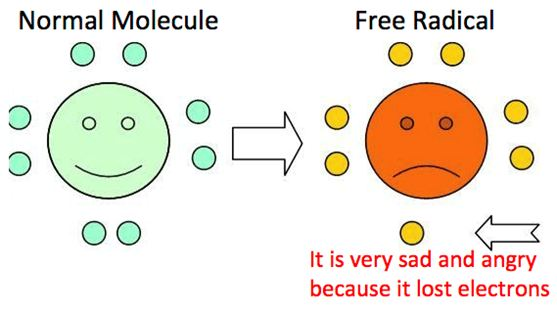 Normal Molecule
Free Radical
It is very sad and angry
because it lost electrons